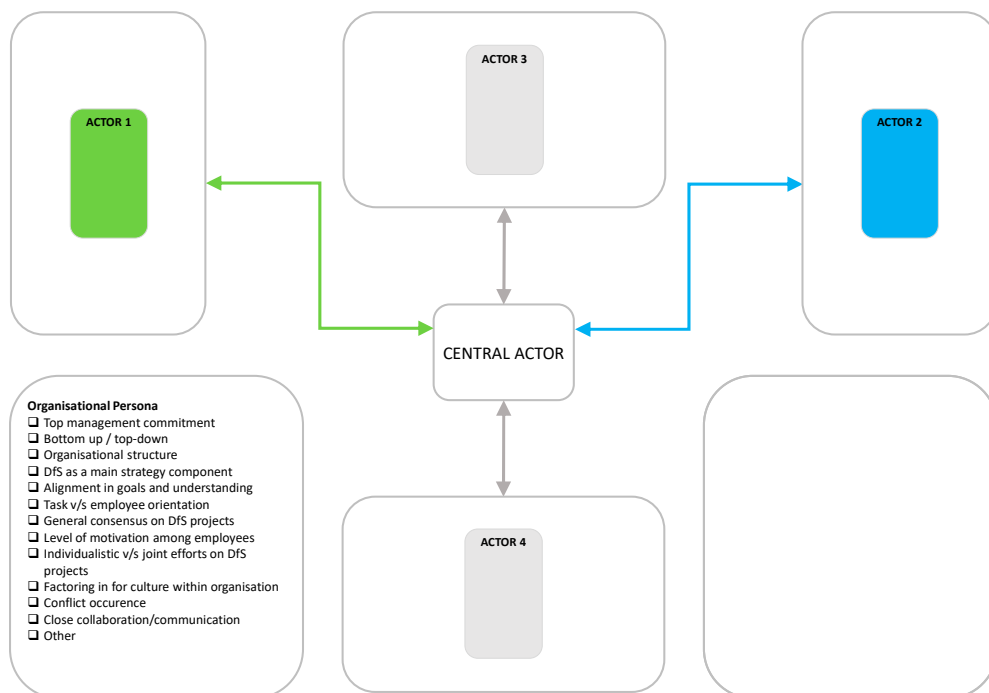 ACTOR 3
ACTOR 1
ACTOR 2
CENTRAL ACTOR
Organisational Persona
❑ Top management commitment
❑ Bottom up / top-down
❑ Organisational structure
❑ DfS as a main strategy component
❑ Alignment in goals and understanding
❑ Task v/s employee orientation
❑ General consensus on DfS projects
❑ Level of motivation among employees
❑ Individualistic v/s joint efforts on DfS
projects
❑ Factoring in for culture within organisation
❑ Conflict occurence
❑ Close collaboration/communication
❑ Other
ACTOR 4